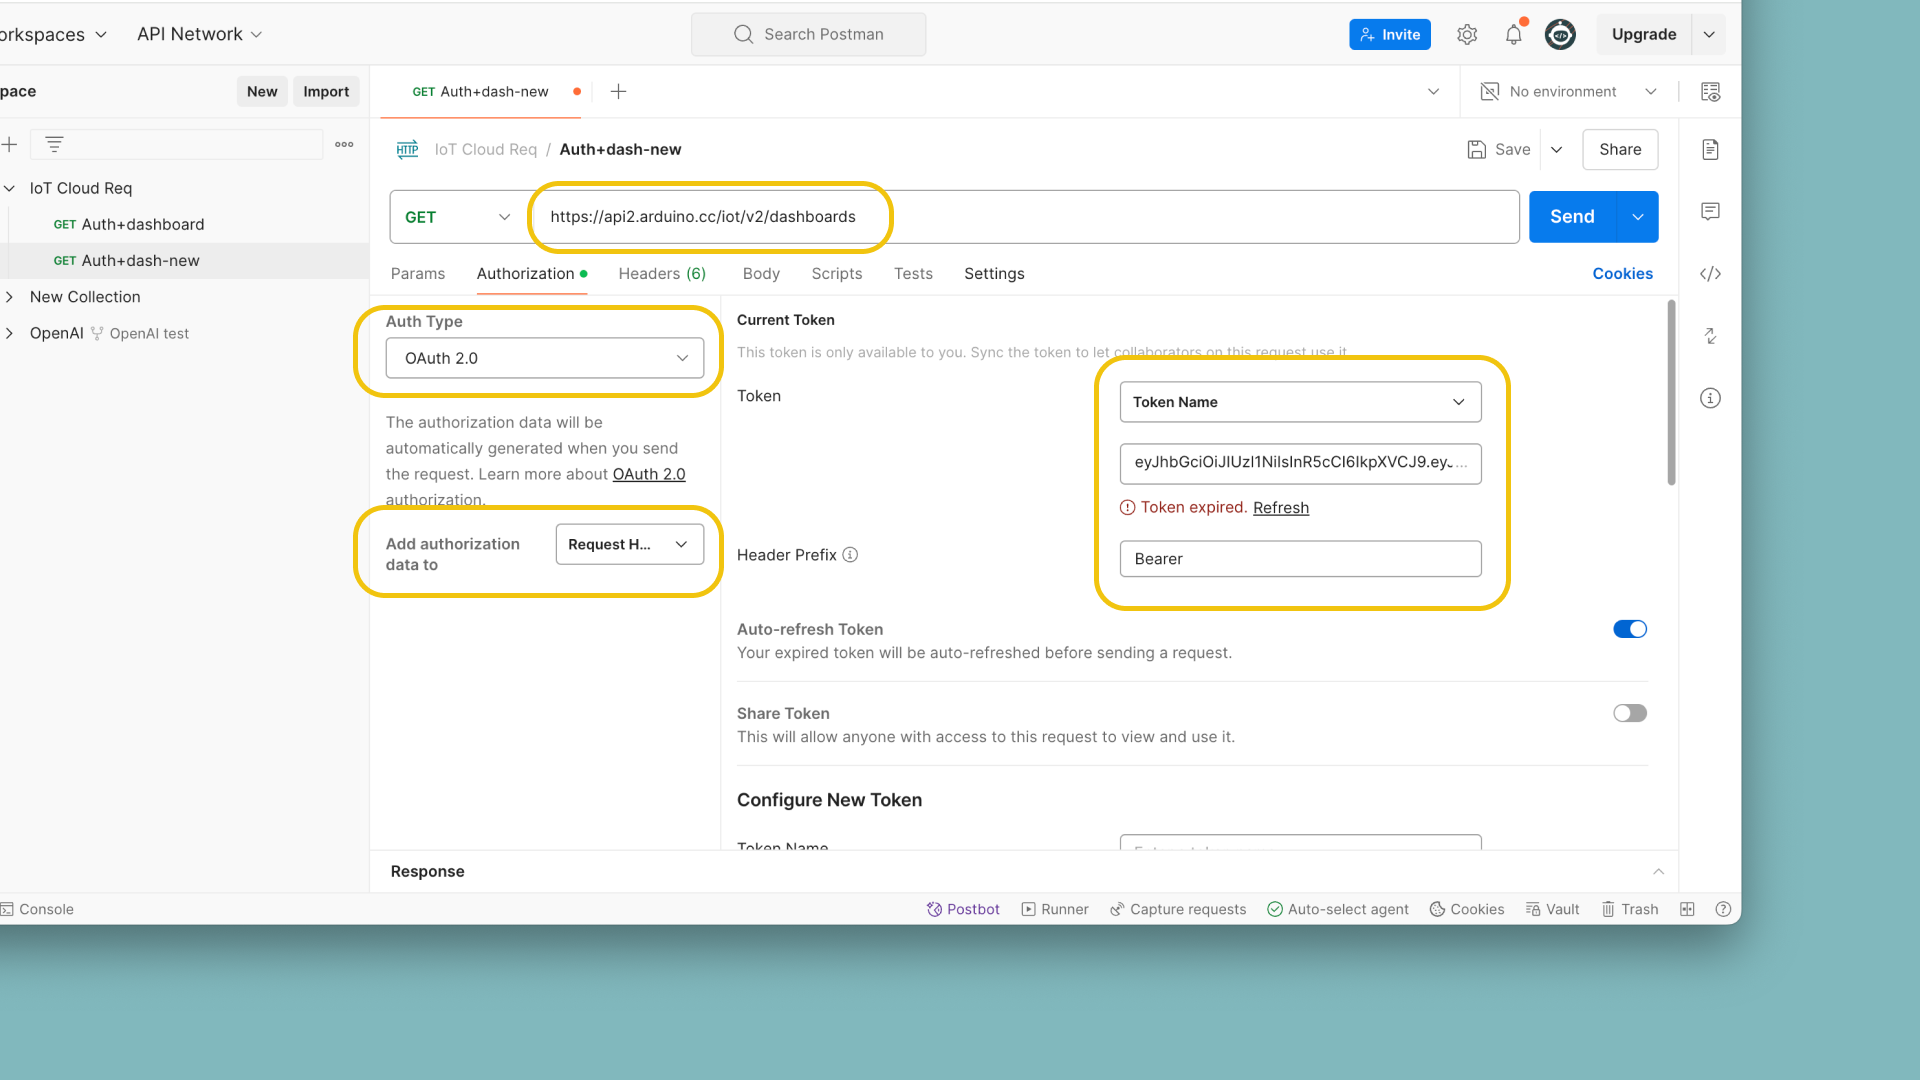 orkspaces
API Network
Search Postman
Invite
Upgrade
pace
New
Import
GET Auth+dash-new
No environment
HTTP
IoT Cloud Req / Auth+dash-new
Save
Share
IoT Cloud Req
GET Auth+dashboard
GET Auth+dash-new
New Collection
OpenAI OpenAI test
GET
https://api2.arduino.cc/iot/v2/dashboards
Send
Params
Authorization
Headers (6)
Body
Scripts
Tests
Settings
Cookies
Auth Type
OAuth 2.0
The authorization data will be
automatically generated when you send
the request. Learn more about OAuth 2.0
authorization.
Add authorization
data to
Request H...
Current Token
This token is only available to you. Sync the token to let collaborators on this request use it.
Token
Token Name
Token expired. Refresh
Header Prefix
Bearer
Auto-refresh Token
Your expired token will be auto-refreshed before sending a request.
Share Token
This will allow anyone with access to this request to view and use it.
Configure New Token
Token Name
Response
Console
Postbot
Runner
Capture requests
Auto-select agent
Cookies
Vault
Trash